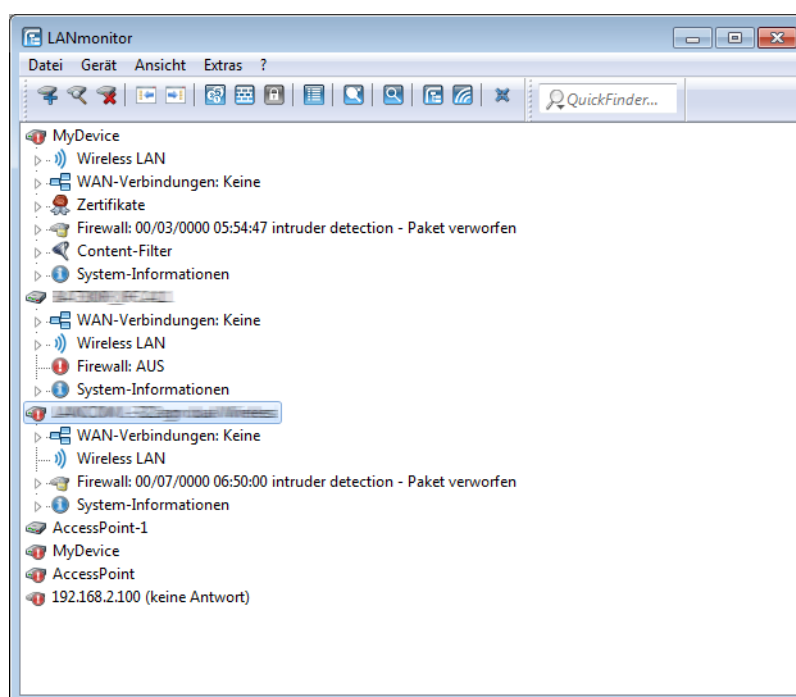 LANmonitor
Datei Gerät Ansicht Extras ?
QuickFinder...
MyDevice
Wireless LAN
WAN-Verbindungen: Keine
Zertifikate
Firewall: 00/03/0000 05:54:47 intruder detection - Paket verworfen
Content-Filter
System-Informationen
WAN-Verbindungen: Keine
Wireless LAN
Firewall: AUS
System-Informationen
WAN-Verbindungen: Keine
Wireless LAN
Firewall: 00/07/0000 06:50:00 intruder detection - Paket verworfen
System-Informationen
AccessPoint-1
MyDevice
AccessPoint
192.168.2.100 (keine Antwort)